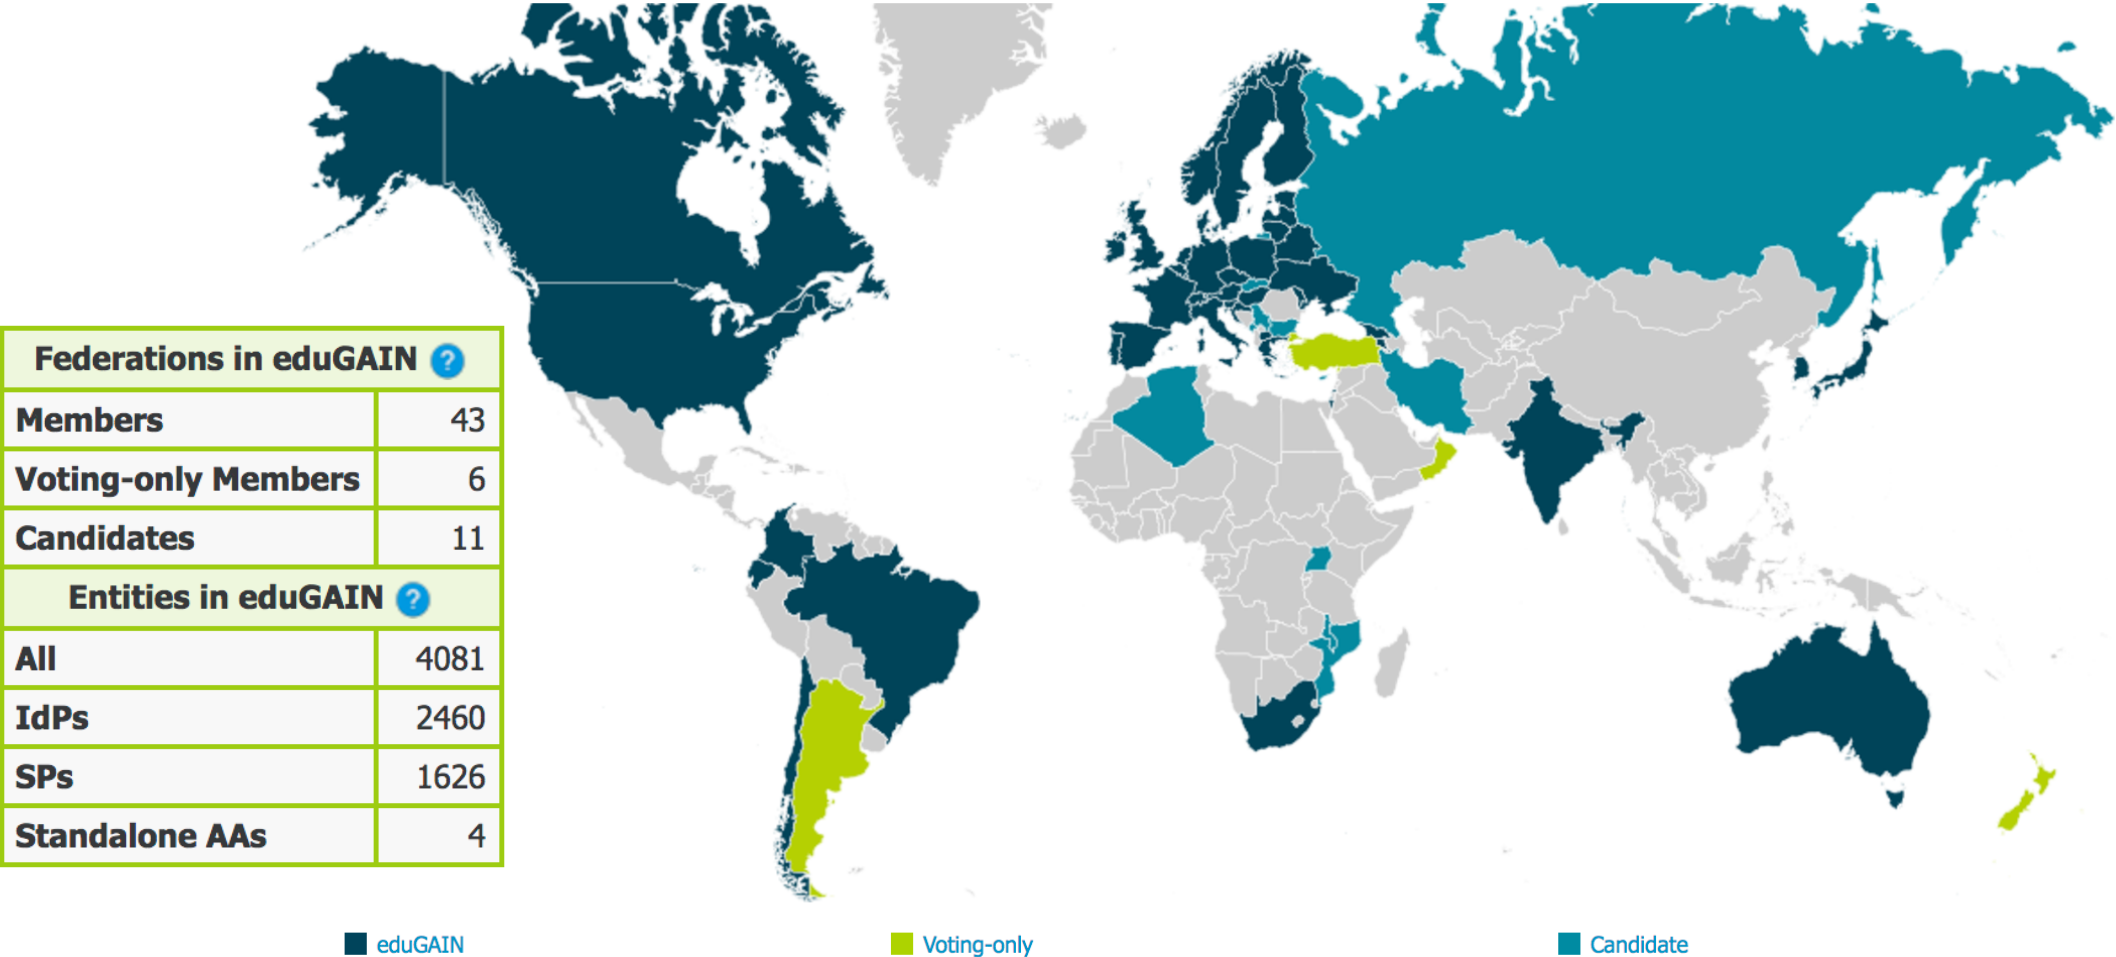 Federations in eduGAIN ?
Members 43
Voting-only Members 6
Candidates 11
Entities in eduGAIN ?
All 4081
IdPs 2460
SPs 1626
Standalone AAs 4
eduGAIN Voting-only Candidate